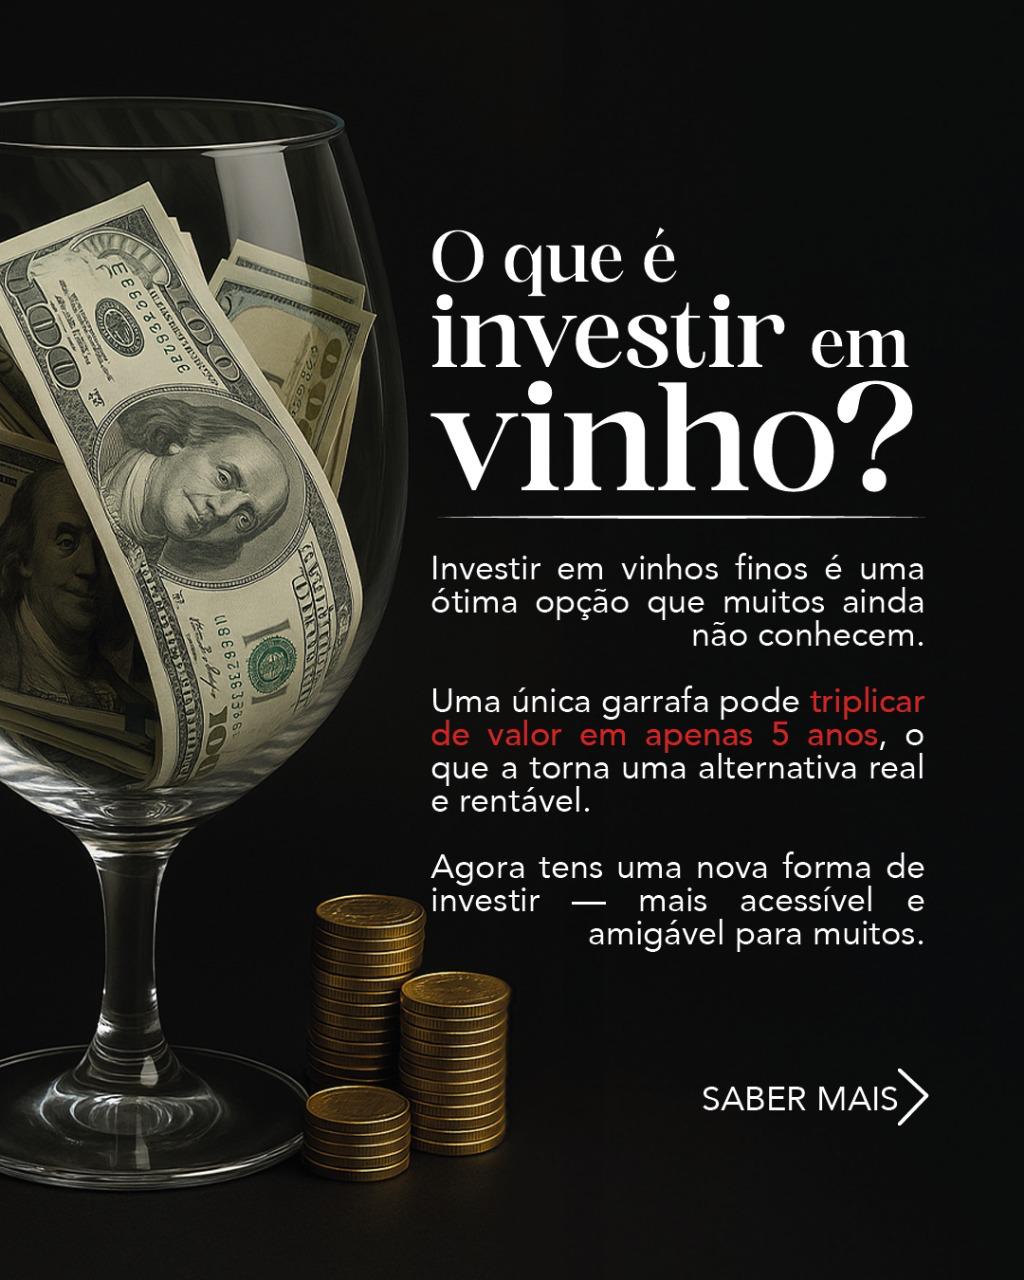 O que é
investir em
vinho?
Investir em vinhos finos é uma
ótima opção que muitos ainda
não conhecem.
Uma única garrafa pode triplicar
de valor em apenas 5 anos, o
que a torna uma alternativa real
e rentável.
Agora tens uma nova forma de
investir — mais acessível e
amigável para muitos.
SABER MAIS